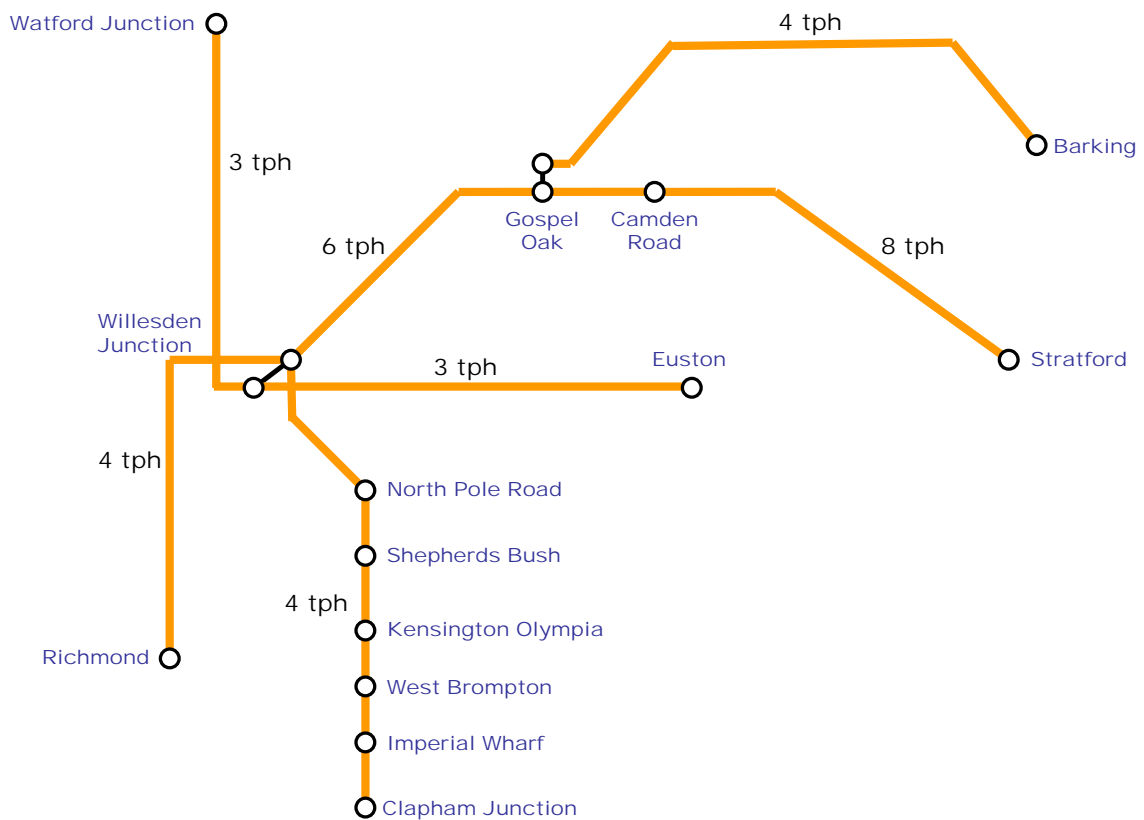 Watford Junction
4 tph
Barking
3 tph
Gospel
Oak
Camden
Road
6 tph
8 tph
Willesden
Junction
3 tph
Euston
Stratford
4 tph
North Pole Road
Shepherds Bush
4 tph
Kensington Olympia
Richmond
West Brompton
Imperial Wharf
Clapham Junction